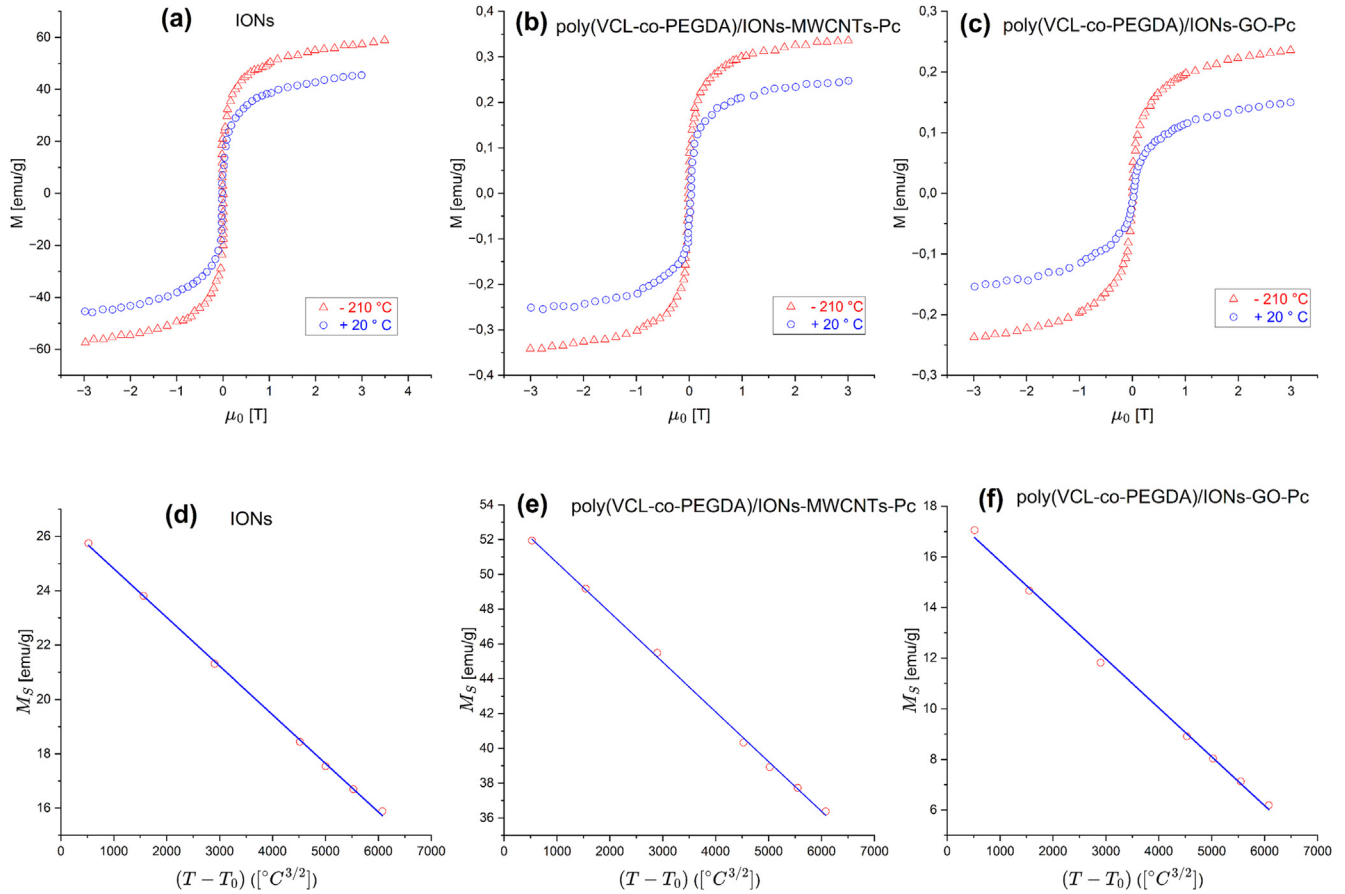 (a) IONs
M [emu/g]
60
40
20
0
−20
−40
−60
−3 −2 −1 0 1 2 3 4
μ0 [T]
- 210 °C
+ 20 ° C
(b)
poly(VCL-co-PEGDA)/IONs-MWCNTs-Pc
M [emu/g]
0,4
0,3
0,2
0,1
0,0
−0,1
−0,2
−0,3
−0,4
−3 −2 −1 0 1 2 3
μ0 [T]
- 210 °C
+ 20 ° C
(c)
poly(VCL-co-PEGDA)/IONs-GO-Pc
M [emu/g]
0,3
0,2
0,1
0,0
−0,1
−0,2
−0,3
−3 −2 −1 0 1 2 3
μ0 [T]
- 210 °C
+ 20 ° C
(d) IONs
MS [emu/g]
26
24
22
20
18
16
0 1000 2000 3000 4000 5000 6000 7000
(T − T0) ([°C3/2])
(e)
poly(VCL-co-PEGDA)/IONs-MWCNTs-Pc
MS [emu/g]
54
52
50
48
46
44
42
40
38
36
0 1000 2000 3000 4000 5000 6000 7000
(T − T0) ([°C3/2])
(f)
poly(VCL-co-PEGDA)/IONs-GO-Pc
MS [emu/g]
18
16
14
12
10
8
6
0 1000 2000 3000 4000 5000 6000 7000
(T − T0) ([°C3/2])